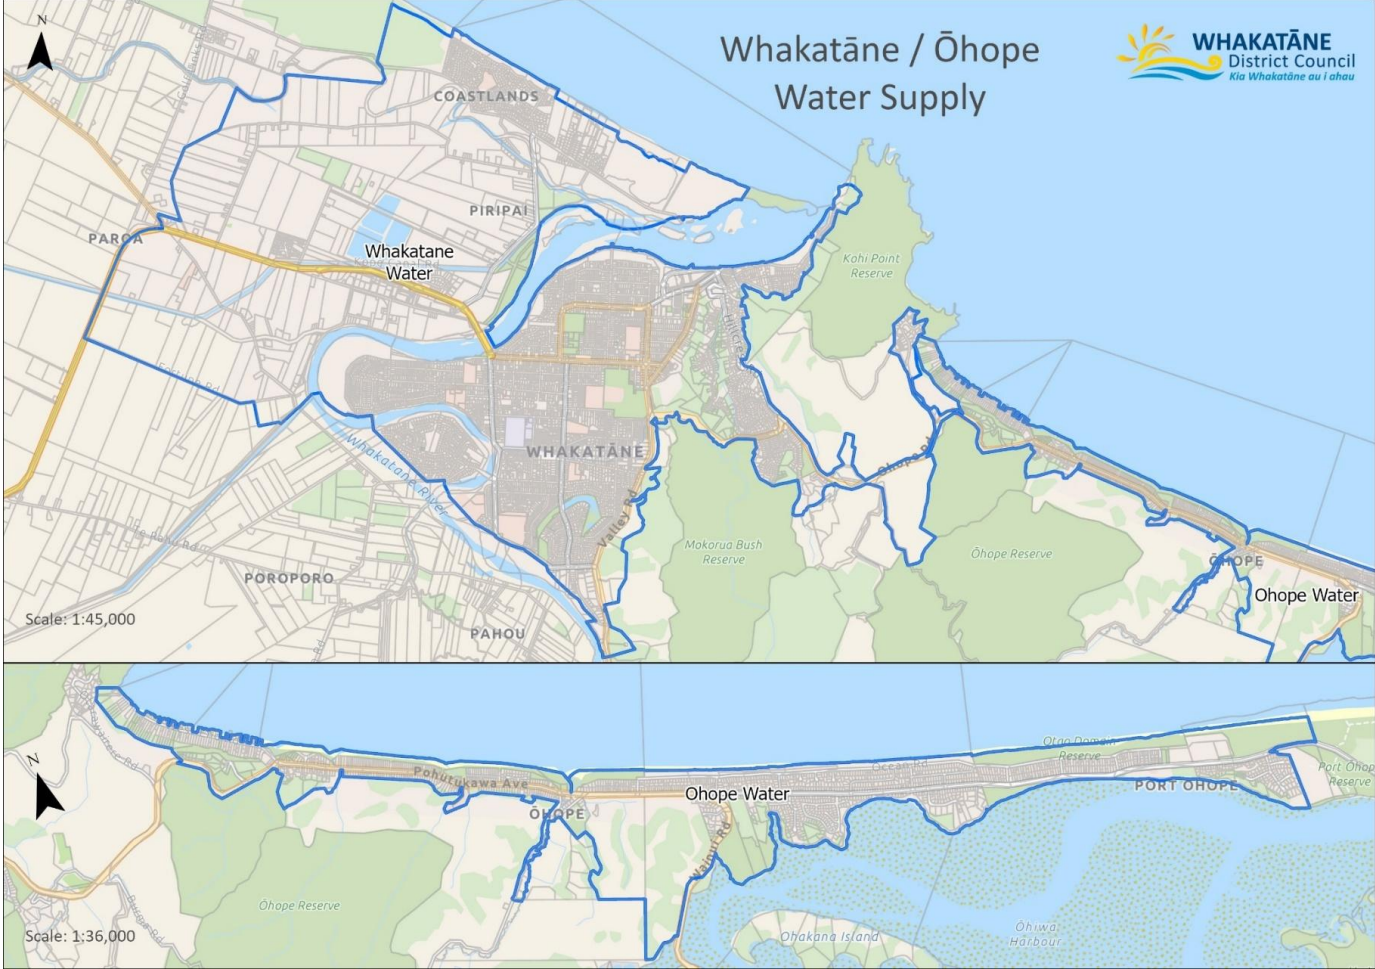 N
Whakatāne / Ōhope
Water Supply
WHAKATĀNE
District Council
Kia Whakatāne au i ahau
COASTLANDS
PIRIPAI
PAROA
Whakatane
Water
Kohi Point
Reserve
WHAKATĀNE
Whakatane River
Valley Rd
Ohope Rd
Mokorua Bush
Reserve
Ōhope Reserve
ŌHOPE
Ohope Water
POROPORO
PAHOU
Scale: 1:45,000
N
Otao Domain
Reserve
Ocean Rd
Pohutukawa Ave
Port Ohop
Reserve
PORT OHOPE
Ohope Water
ŌHOPE
Wainui Rd
Ōhope Reserve
Burma Rd
Ohakana Island
Ōhiwa
Harbour
Scale: 1:36,000